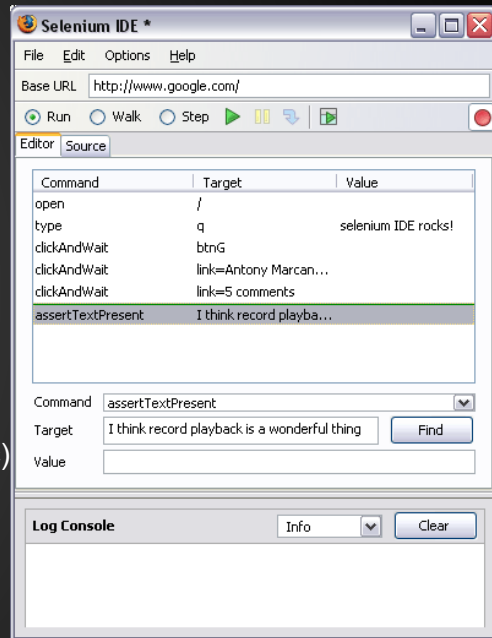 Selenium IDE *
File Edit Options Help
Base URL http://www.google.com/
Run Walk Step
Editor Source
Command Target Value
open /
type q selenium IDE rocks!
clickAndWait btnG
clickAndWait link=Antony Marcan...
clickAndWait link=5 comments
assertTextPresent I think record playba...
Command assertTextPresent
Target I think record playback is a wonderful thing Find
)
Value
Log Console Info Clear